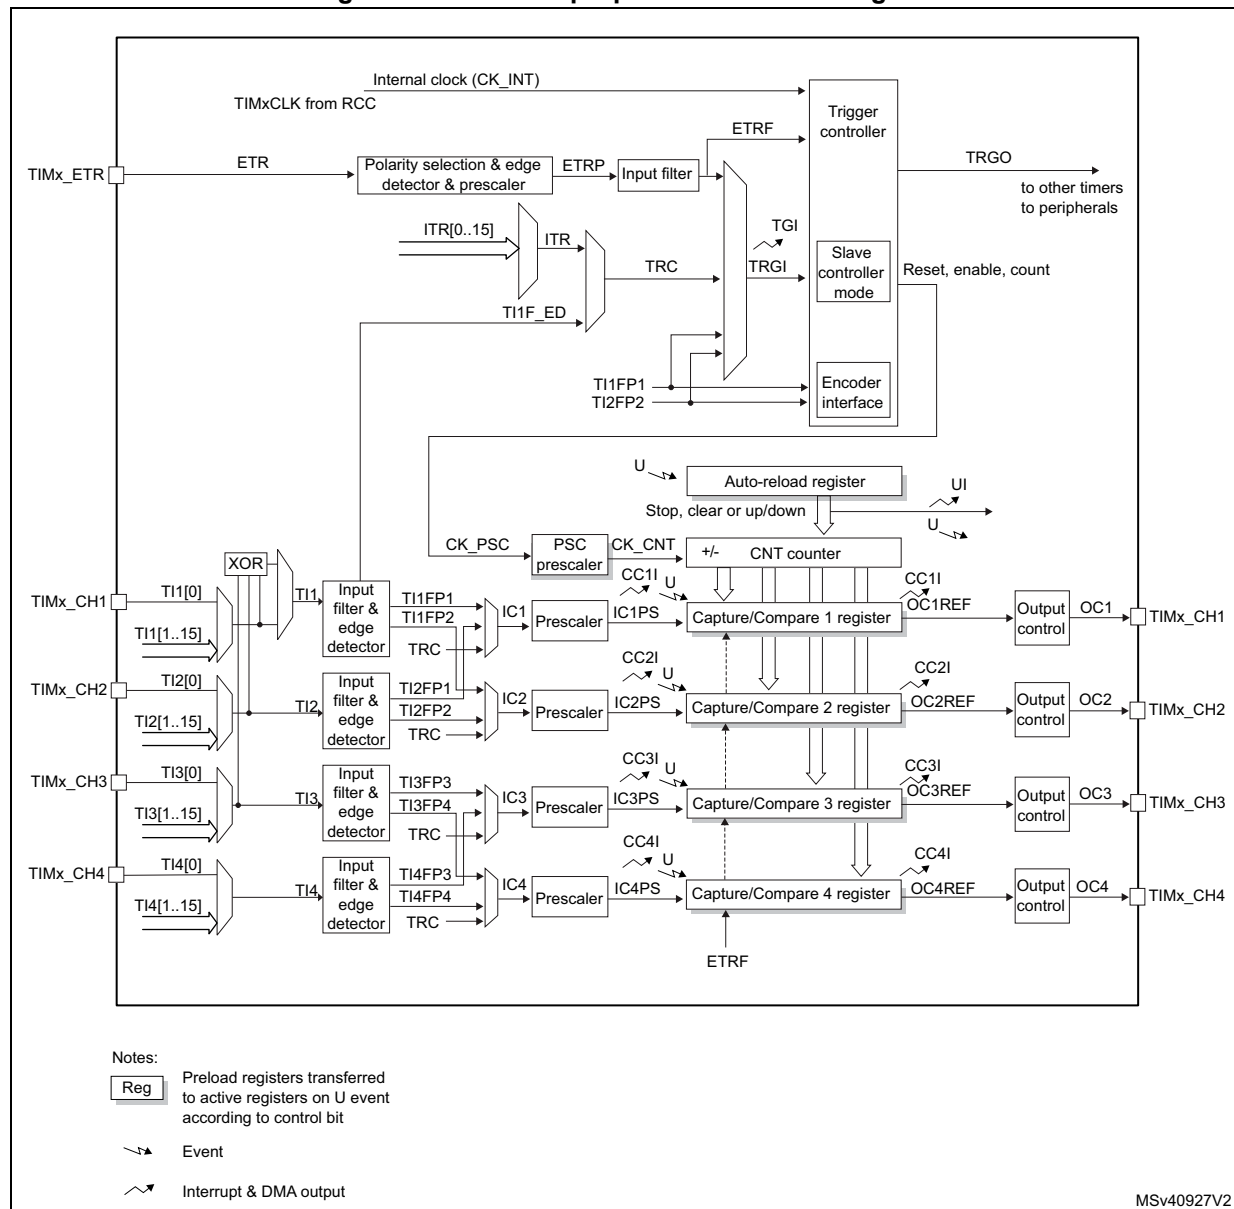 Internal clock (CK_INT)
TIMxCLK from RCC
Trigger
controller
ETRF
TIMx_ETR
ETR
Polarity selection & edge
detector & prescaler
ETRP
Input filter
TRGO
to other timers
to peripherals
ITR[0..15]
ITR
TRC
TGI
TRGI
Slave
controller
mode
Reset, enable, count
TI1F_ED
TI1FP1
TI2FP2
Encoder
interface
U
Auto-reload register
UI
Stop, clear or up/down
U
CK_PSC
PSC
prescaler
CK_CNT
+/-
CNT counter
XOR
TIMx_CH1
TI1[0]
TI1[1..15]
TI1
Input
filter &
edge
detector
TI1FP1
TI1FP2
TRC
IC1
Prescaler
IC1PS
CC1I
U
Capture/Compare 1 register
CC1I
OC1REF
Output
control
OC1
TIMx_CH1
TIMx_CH2
TI2[0]
TI2[1..15]
TI2
Input
filter &
edge
detector
TI2FP1
TI2FP2
TRC
IC2
Prescaler
IC2PS
CC2I
U
Capture/Compare 2 register
CC2I
OC2REF
Output
control
OC2
TIMx_CH2
TIMx_CH3
TI3[0]
TI3[1..15]
TI3
Input
filter &
edge
detector
TI3FP3
TI3FP4
TRC
IC3
Prescaler
IC3PS
CC3I
U
Capture/Compare 3 register
CC3I
OC3REF
Output
control
OC3
TIMx_CH3
TIMx_CH4
TI4[0]
TI4[1..15]
TI4
Input
filter &
edge
detector
TI4FP3
TI4FP4
TRC
IC4
Prescaler
IC4PS
CC4I
U
Capture/Compare 4 register
CC4I
OC4REF
Output
control
OC4
TIMx_CH4
ETRF
Notes:
Reg
Preload registers transferred
to active registers on U event
according to control bit
Event
Interrupt & DMA output
MSv40927V2